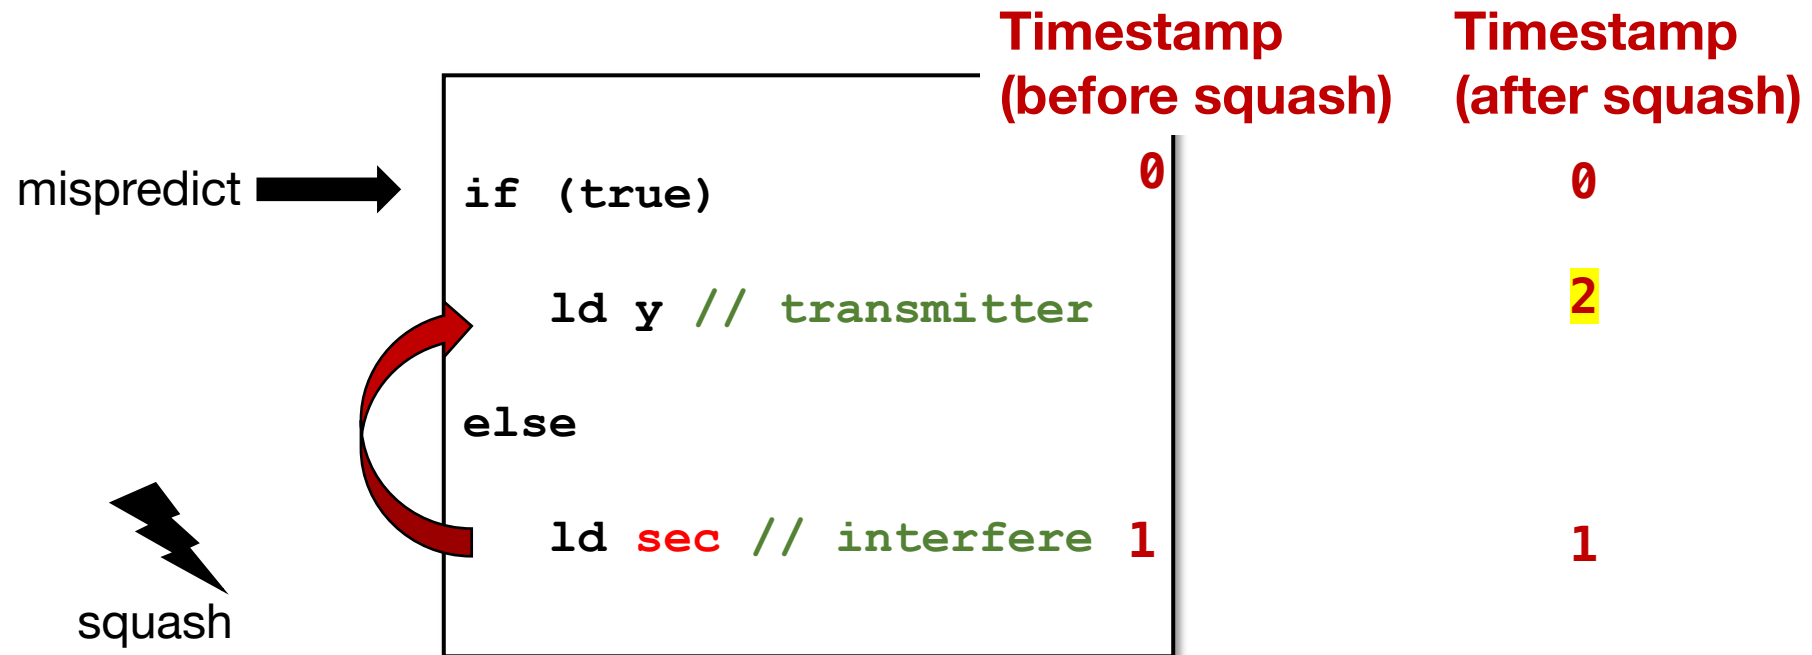 Timestamp
(before squash)
Timestamp
(after squash)
mispredict
if (true)
0
0
ld y // transmitter
2
else
ld sec // interfere
1
1
squash